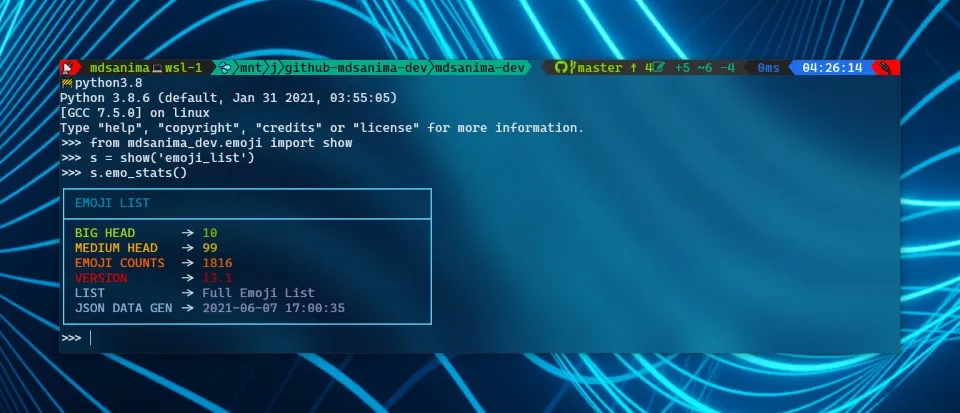 mdsanima wsl-1 mnt j github-mdsanima-dev mdsanima-dev master ↑ 4 +5 ~6 -4 0ms 04:26:14
python3.8
Python 3.8.6 (default, Jan 31 2021, 03:55:05)
[GCC 7.5.0] on linux
Type "help", "copyright", "credits" or "license" for more information.
>>> from mdsanima_dev.emoji import show
>>> s = show('emoji_list')
>>> s.emo_stats()
EMOJI LIST
BIG HEAD → 10
MEDIUM HEAD → 99
EMOJI COUNTS → 1816
VERSION → 13.1
LIST → Full Emoji List
JSON DATA GEN → 2021-06-07 17:00:35
>>>